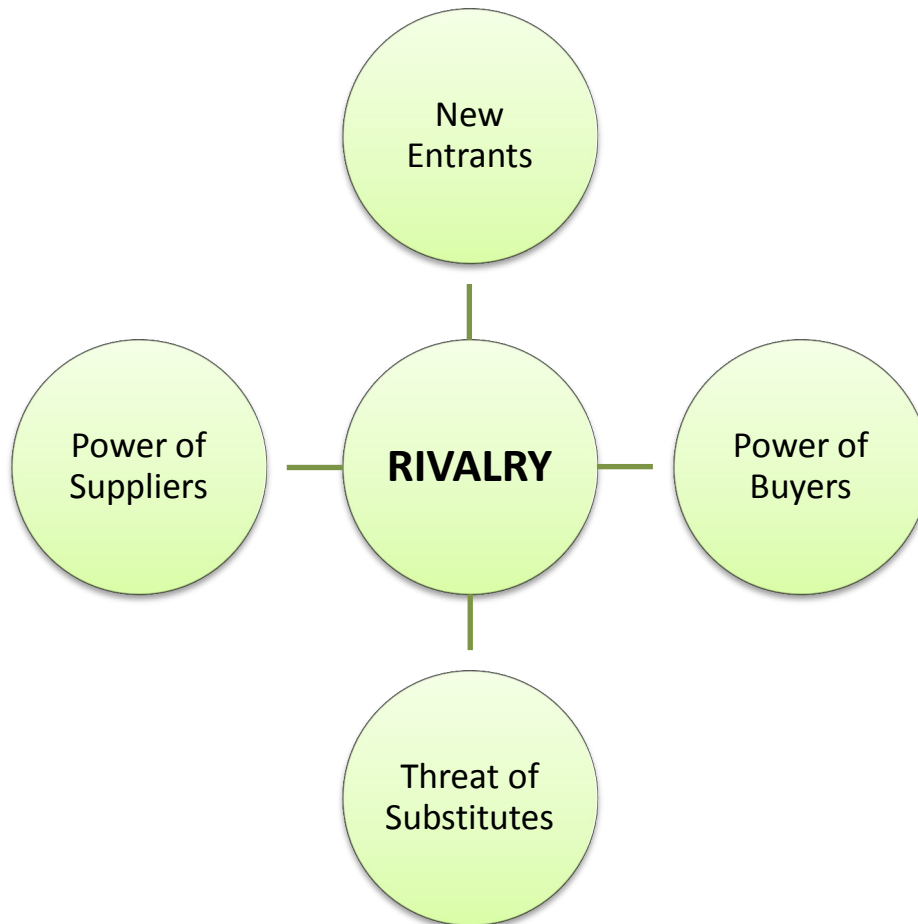 New
Entrants
Power of
Suppliers
RIVALRY
Power of
Buyers
Threat of
Substitutes